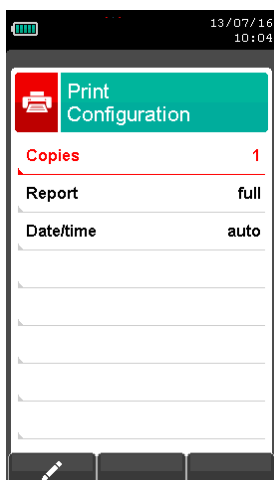 13/07/16
10:04
Print
Configuration
Copies 1
Report full
Date/time auto